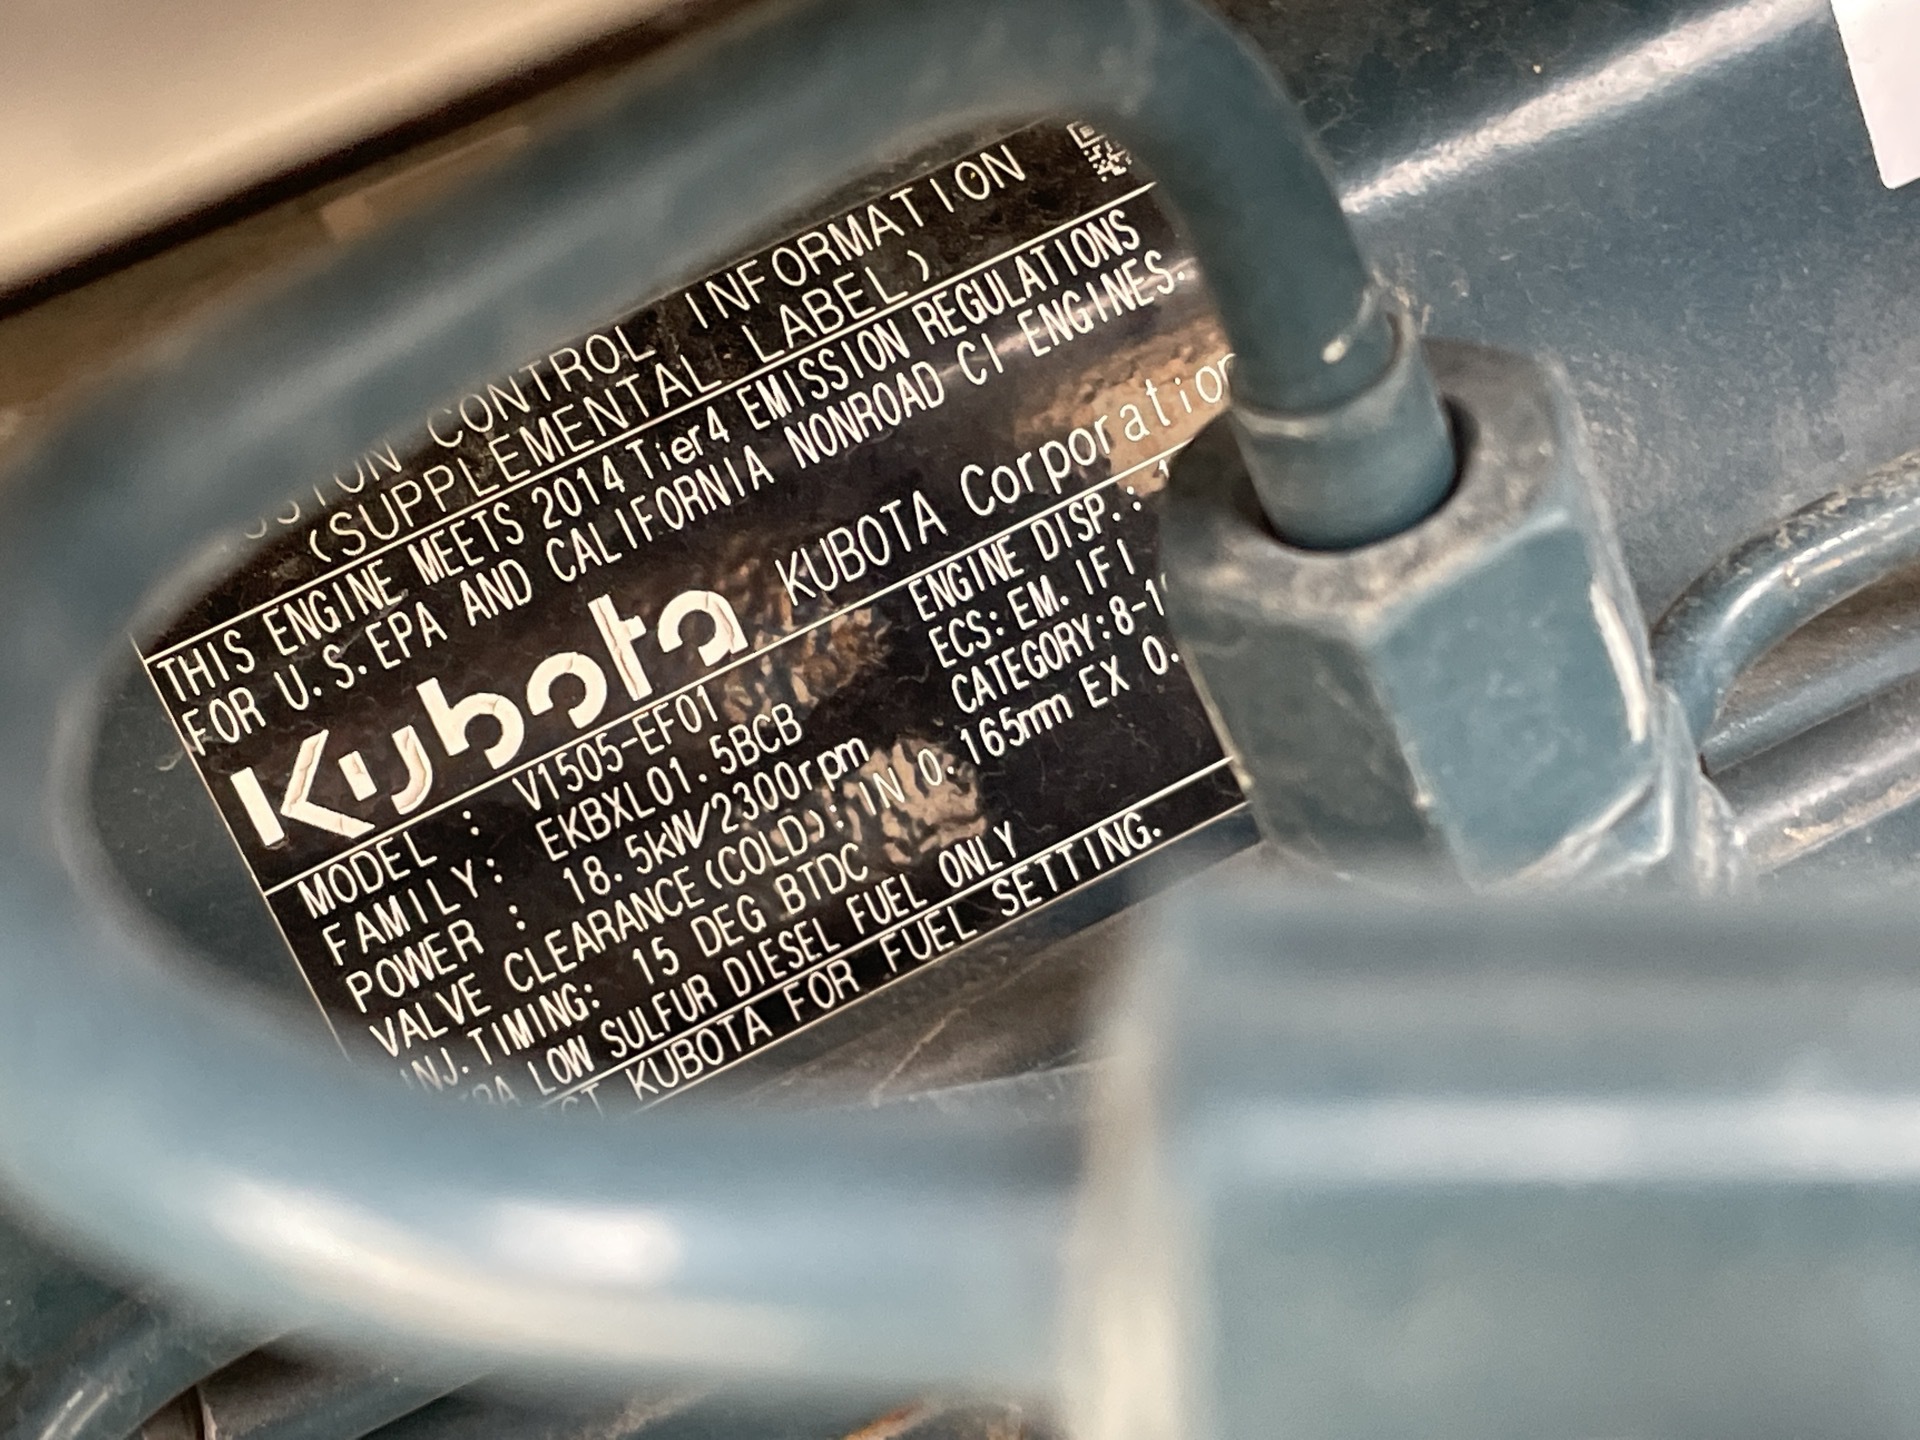 CONTROL INFORMATION
(SUPPLEMENTAL LABEL)
THIS ENGINE MEETS 2014 Tier4 EMISSION REGULATIONS
FOR U.S.EPA AND CALIFORNIA NONROAD CI ENGINES.
Kubota KUBOTA Corporation
MODEL : V1505-EF01 ENGINE DISP.:
FAMILY: EKBXL01.5BCB ECS: EM. IFI
POWER : 18.5kW/2300rpm CATEGORY:8-1
VALVE CLEARANCE(COLD): IN 0.165mm EX 0.
INJ. TIMING: 15 DEG BTDC
LOW SULFUR DIESEL FUEL ONLY
KUBOTA FOR FUEL SETTING.